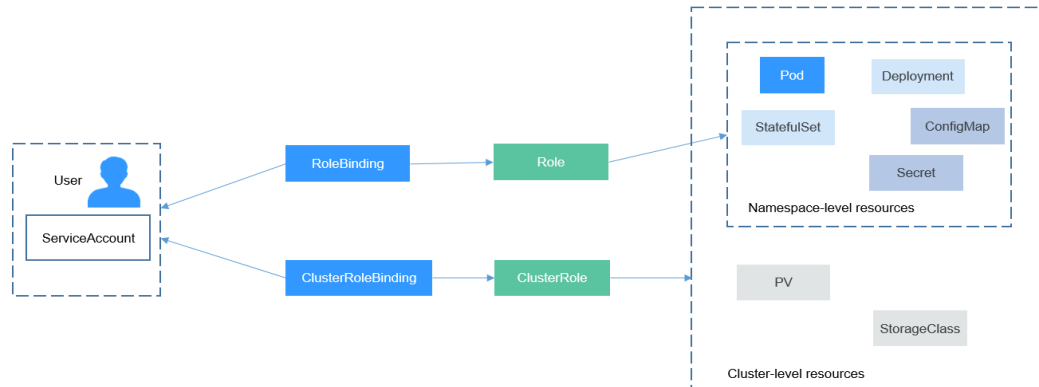 User
ServiceAccount
RoleBinding
Role
ClusterRoleBinding
ClusterRole
Pod
Deployment
StatefulSet
ConfigMap
Secret
Namespace-level resources
PV
StorageClass
Cluster-level resources